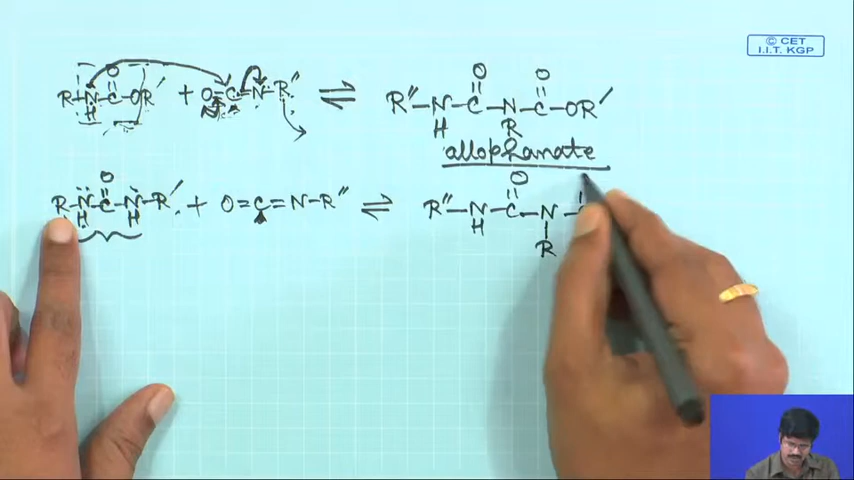 © CET
I.I.T. KGP
R-N-C-OR′ + O=C=N-R″ ⇌ R″-N-C-N-C-OR′
O O O
H H R
allophanate
R-N-C-N-R′ + O=C=N-R″ ⇌ R″-N-C-N-
O O
H H H R